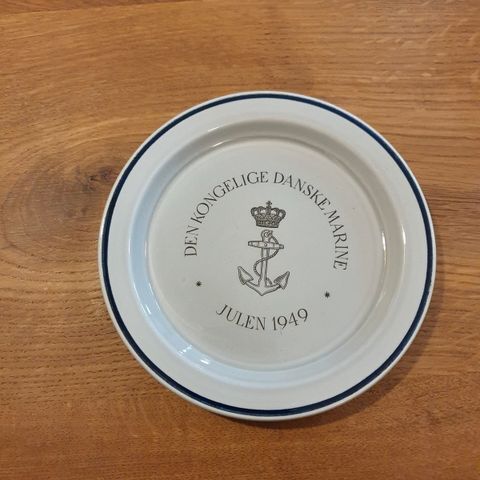 DEN KONGELIGE DANSKE MARINE
JULEN 1949